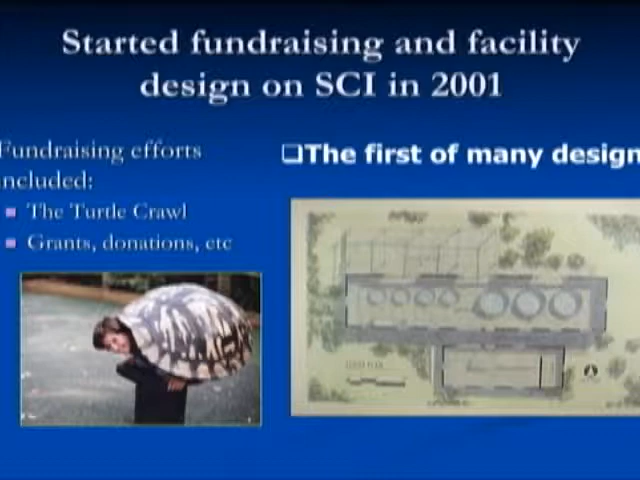 Started fundraising and facility
design on SCI in 2001
Fundraising efforts
included:
The Turtle Crawl
Grants, donations, etc
The first of many design